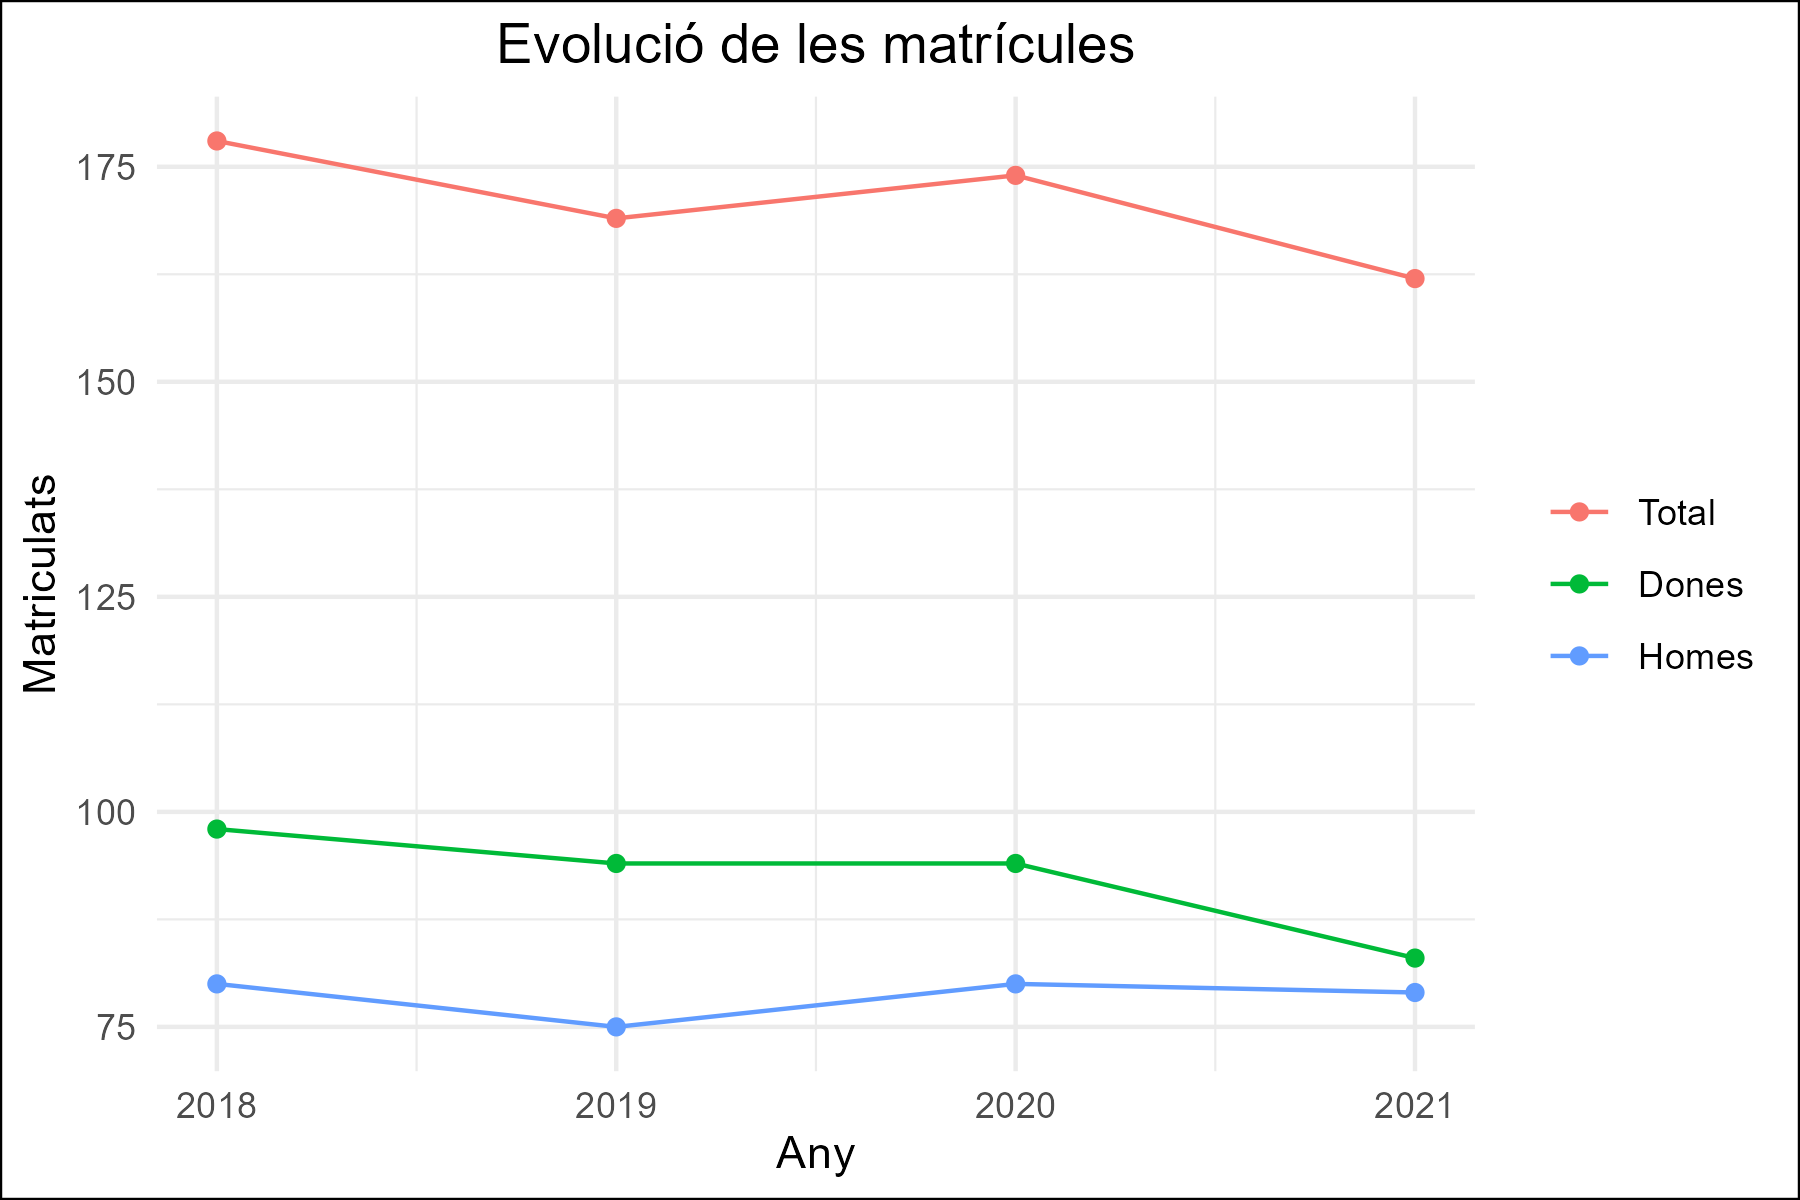 Evolució de les matrícules
Matriculats
175
150
125
100
75
2018
2019
2020
2021
Any
Total
Dones
Homes